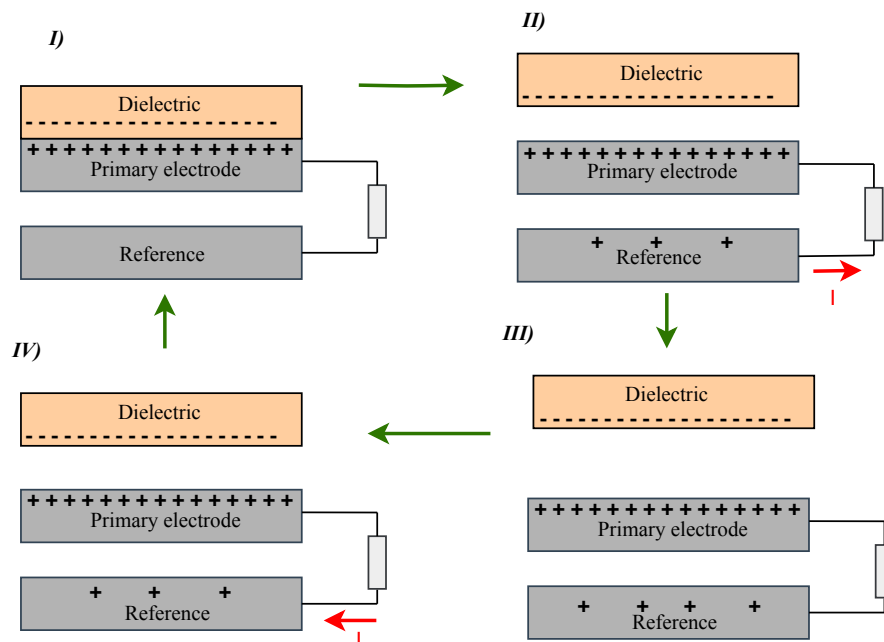 I)
Dielectric
- - - - - - - - - - - - - - - - - - - -
+ + + + + + + + + + + + + + +
Primary electrode
Reference
II)
Dielectric
- - - - - - - - - - - - - - - - - - - -
+ + + + + + + + + + + + + + +
Primary electrode
+ + +
Reference
I
III)
Dielectric
- - - - - - - - - - - - - - - - - - - -
+ + + + + + + + + + + + + + +
Primary electrode
+ + + +
Reference
IV)
Dielectric
- - - - - - - - - - - - - - - - - - - -
+ + + + + + + + + + + + + + +
Primary electrode
+ + +
Reference
I